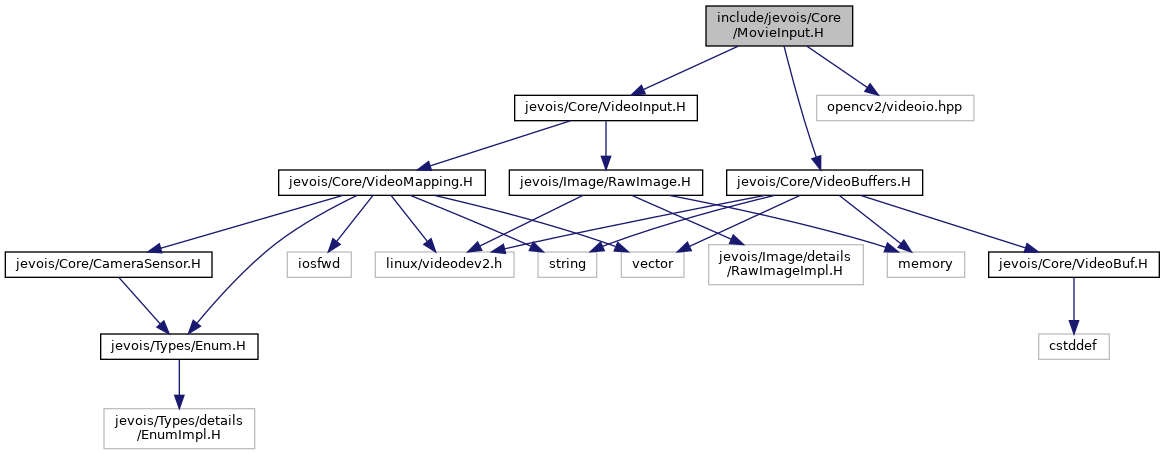 include/jevois/Core
/MovieInput.H
jevois/Core/VideoInput.H
opencv2/videoio.hpp
jevois/Core/VideoMapping.H
jevois/Image/RawImage.H
jevois/Core/VideoBuffers.H
jevois/Core/CameraSensor.H
iosfwd
linux/videodev2.h
string
vector
jevois/Image/details
/RawImageImpl.H
memory
jevois/Core/VideoBuf.H
jevois/Types/Enum.H
cstddef
jevois/Types/details
/EnumImpl.H